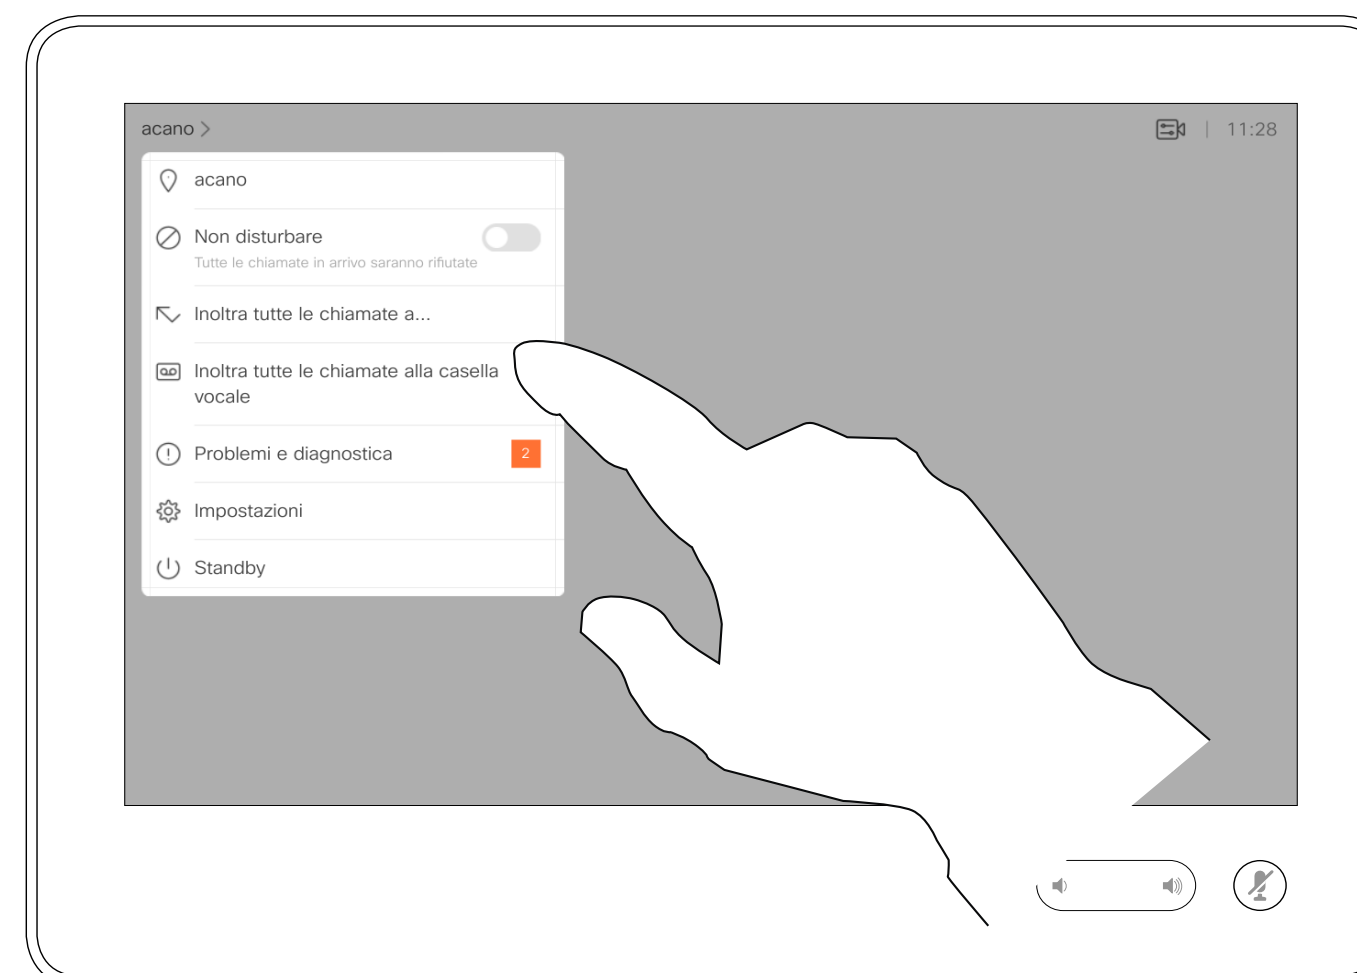 acano
11:28
acano
Non disturbare
Tutte le chiamate in arrivo saranno rifiutate
Inoltra tutte le chiamate a...
Inoltra tutte le chiamate alla casella
vocale
Problemi e diagnostica 2
Impostazioni
Standby